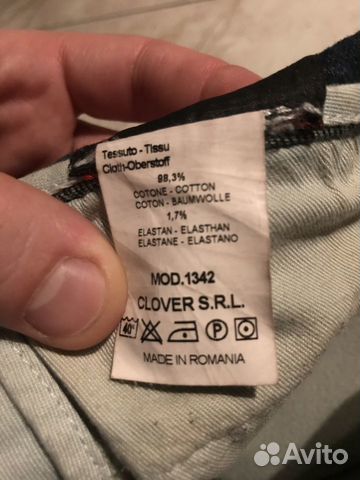 Tessuto - Tissu
Cloth-Oberstoff
98,3%
COTONE - COTTON
COTON - BAUMWOLLE
1,7%
ELASTAN - ELASTHAN
ELASTANE - ELASTANO
MOD.1342
CLOVER S.R.L.
40° P
MADE IN ROMANIA
Avito